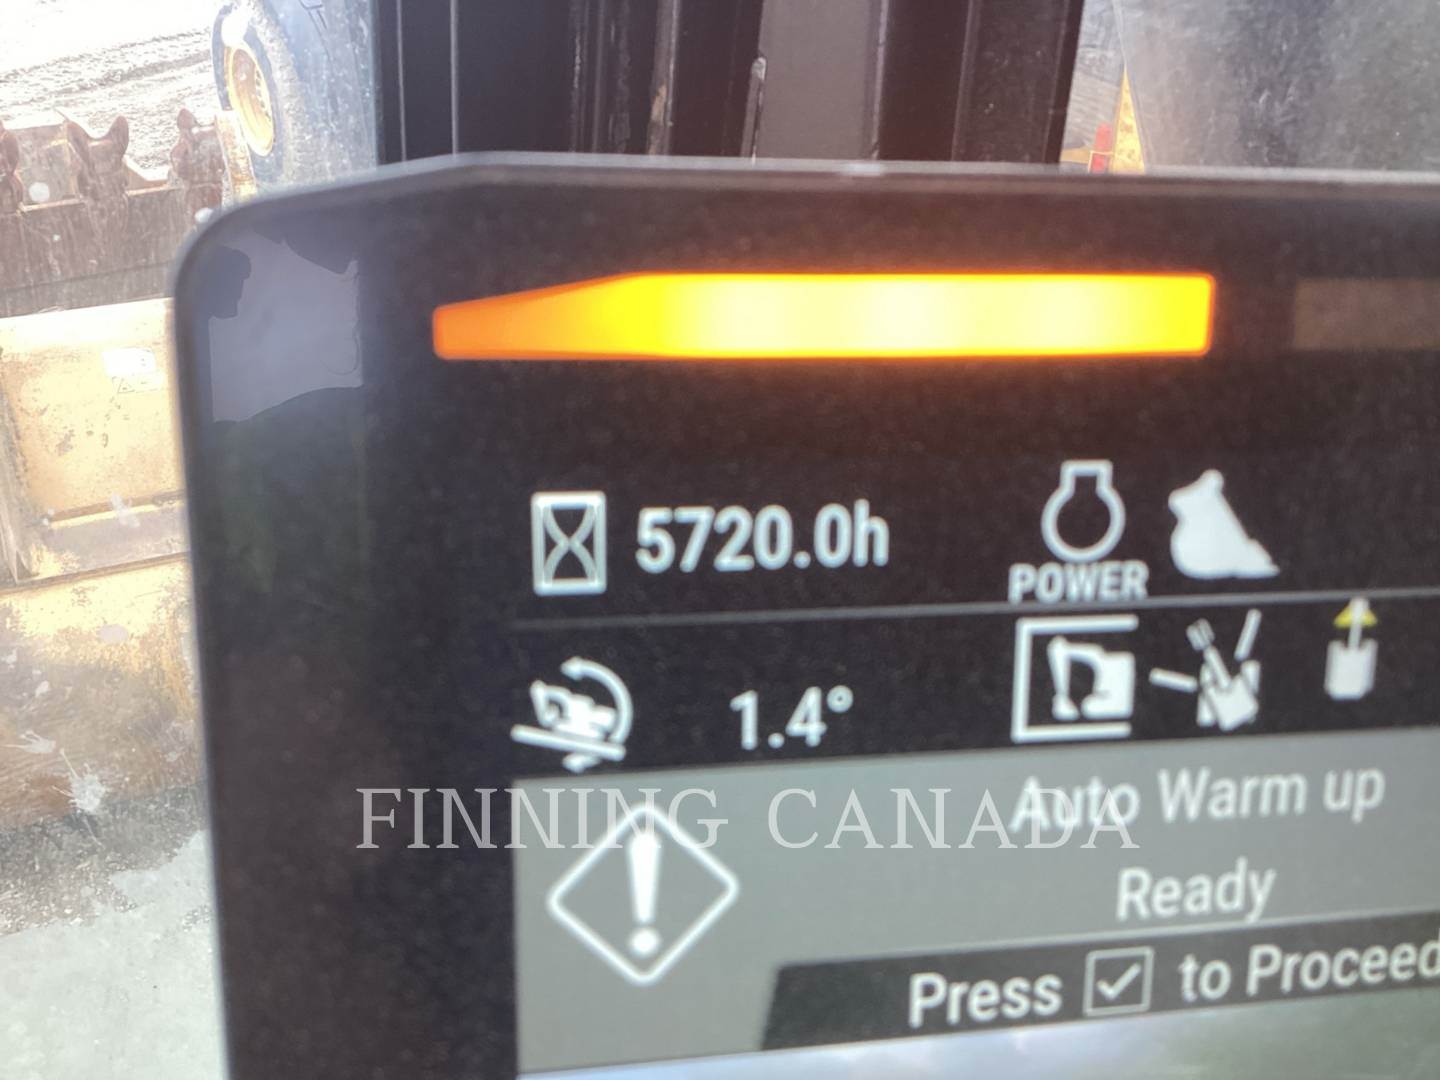 5720.0h
POWER
1.4°
Auto Warm up
FINNING CANADA
Ready
Press to Proceed